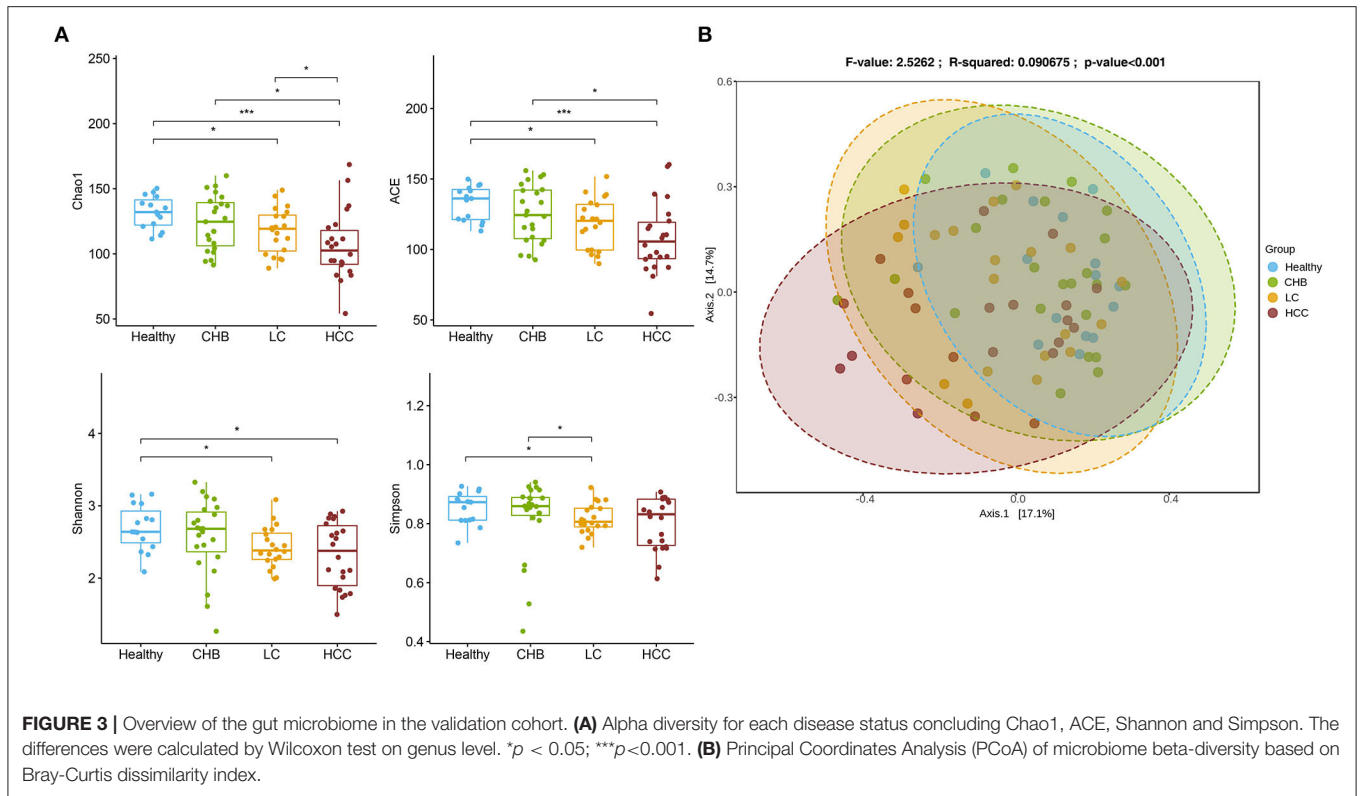 A
B
250
200
150
100
50
Chao1
*
*
***
*
Healthy CHB LC HCC
200
150
100
50
ACE
*
***
*
Healthy CHB LC HCC
4
3
2
Shannon
*
*
Healthy CHB LC HCC
1.2
1.0
0.8
0.6
0.4
Simpson
*
*
Healthy CHB LC HCC
F-value: 2.5262 ; R-squared: 0.090675 ; p-value<0.001
0.6
0.3
0.0
-0.3
Axis.2 [14.7%]
-0.4 0.0 0.4
Axis.1 [17.1%]
Group
Healthy
CHB
LC
HCC
FIGURE 3 | Overview of the gut microbiome in the validation cohort. (A) Alpha diversity for each disease status concluding Chao1, ACE, Shannon and Simpson. The
differences were calculated by Wilcoxon test on genus level. *p < 0.05; ***p<0.001. (B) Principal Coordinates Analysis (PCoA) of microbiome beta-diversity based on
Bray-Curtis dissimilarity index.